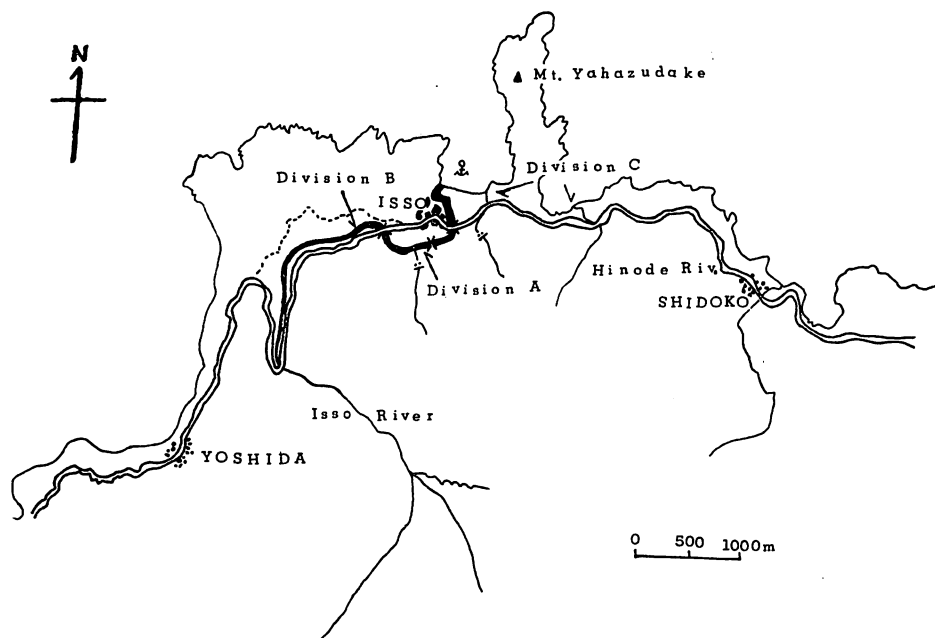 N
Mt. Yahazudake
Division C
Division B
ISSO
Hinode Riv.
Division A
SHIDOKO
Isso River
YOSHIDA
0 500 1000m